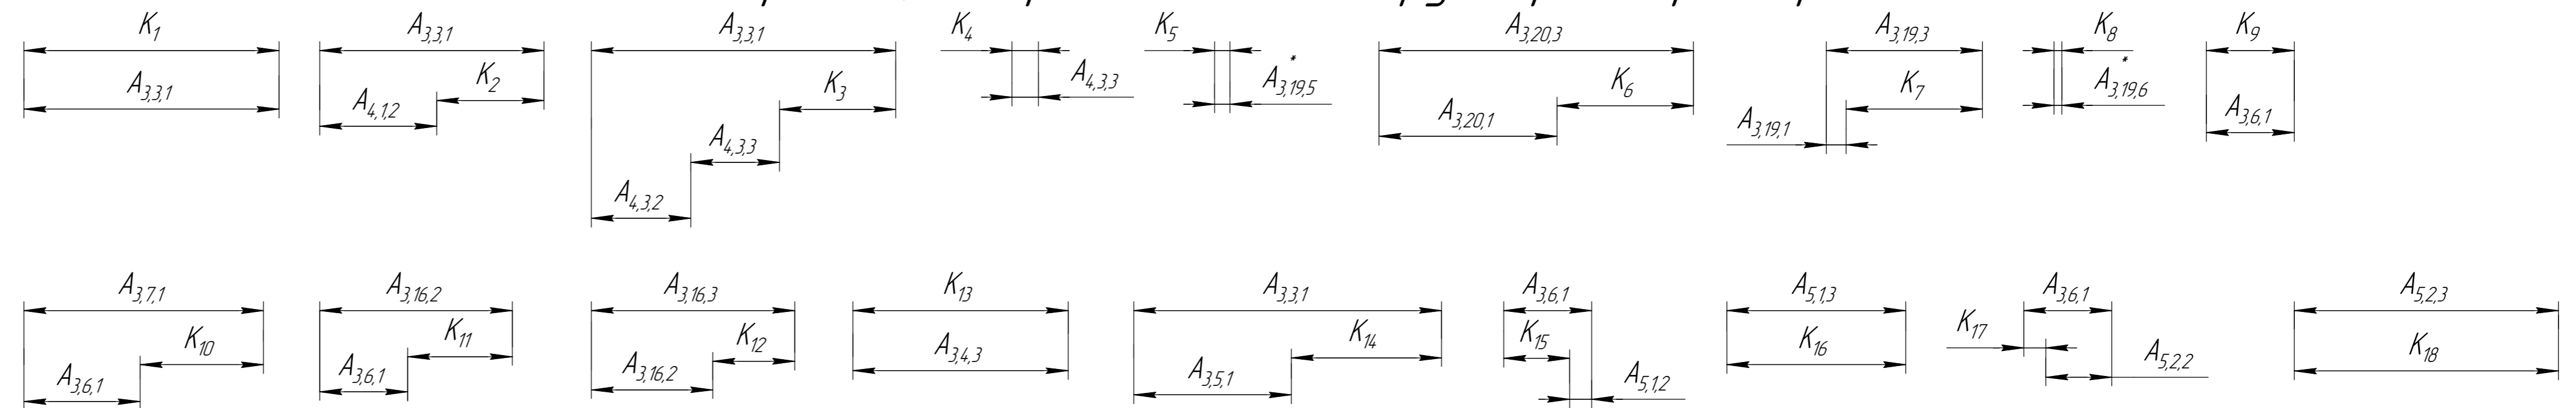 K₁ A₃,₃,₁ A₃,₃,₁ K₄ K₅ A₃,₂₀,₃ A₃,₁₉,₃ K₈ K₉
A₃,₃,₁ A₄,₁,₂ K₂ A₄,₃,₃ K₃ A₄,₃,₃ A₃,₁₉,₅* A₃,₂₀,₁ K₆ A₃,₁₉,₁ K₇ A₃,₁₉,₆* A₃,₆,₁
A₄,₃,₂
A₃,₇,₁ A₃,₁₆,₂ A₃,₁₆,₃ K₁₃ A₃,₃,₁ A₃,₆,₁ A₅,₁,₃ A₃,₆,₁ A₅,₂,₃
K₁₀ K₁₁ K₁₂ A₃,₄,₃ K₁₄ K₁₅ K₁₆ K₁₇ K₁₈
A₃,₆,₁ A₃,₆,₁ A₃,₁₆,₂ A₃,₅,₁ A₅,₁,₂ A₅,₂,₂